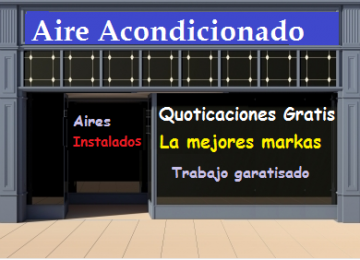 Aire Acondicionado
Aires
Instalados
Quoticaciones Gratis
La mejores markas
Trabajo garatisado